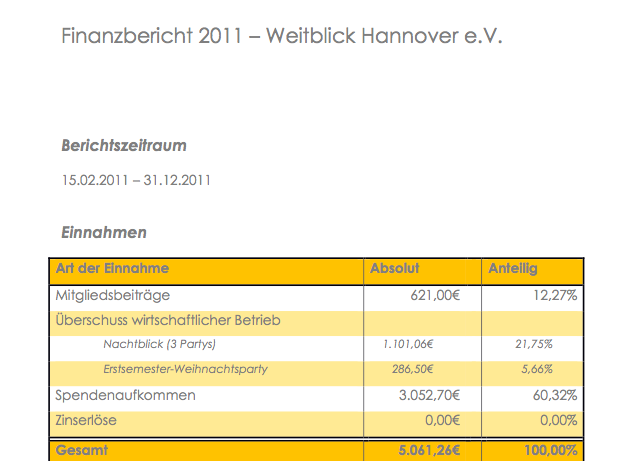 Finanzbericht 2011 – Weitblick Hannover e.V.
Berichtszeitraum
15.02.2011 – 31.12.2011
Einnahmen
Art der Einnahme Absolut Anteilig
Mitgliedsbeiträge 621,00€ 12,27%
Überschuss wirtschaftlicher Betrieb
Nachtblick (3 Partys) 1.101,06€ 21,75%
Erstsemester-Weihnachtsparty 286,50€ 5,66%
Spendenaufkommen 3.052,70€ 60,32%
Zinserlöse 0,00€ 0,00%
Gesamt 5.061,26€ 100,00%